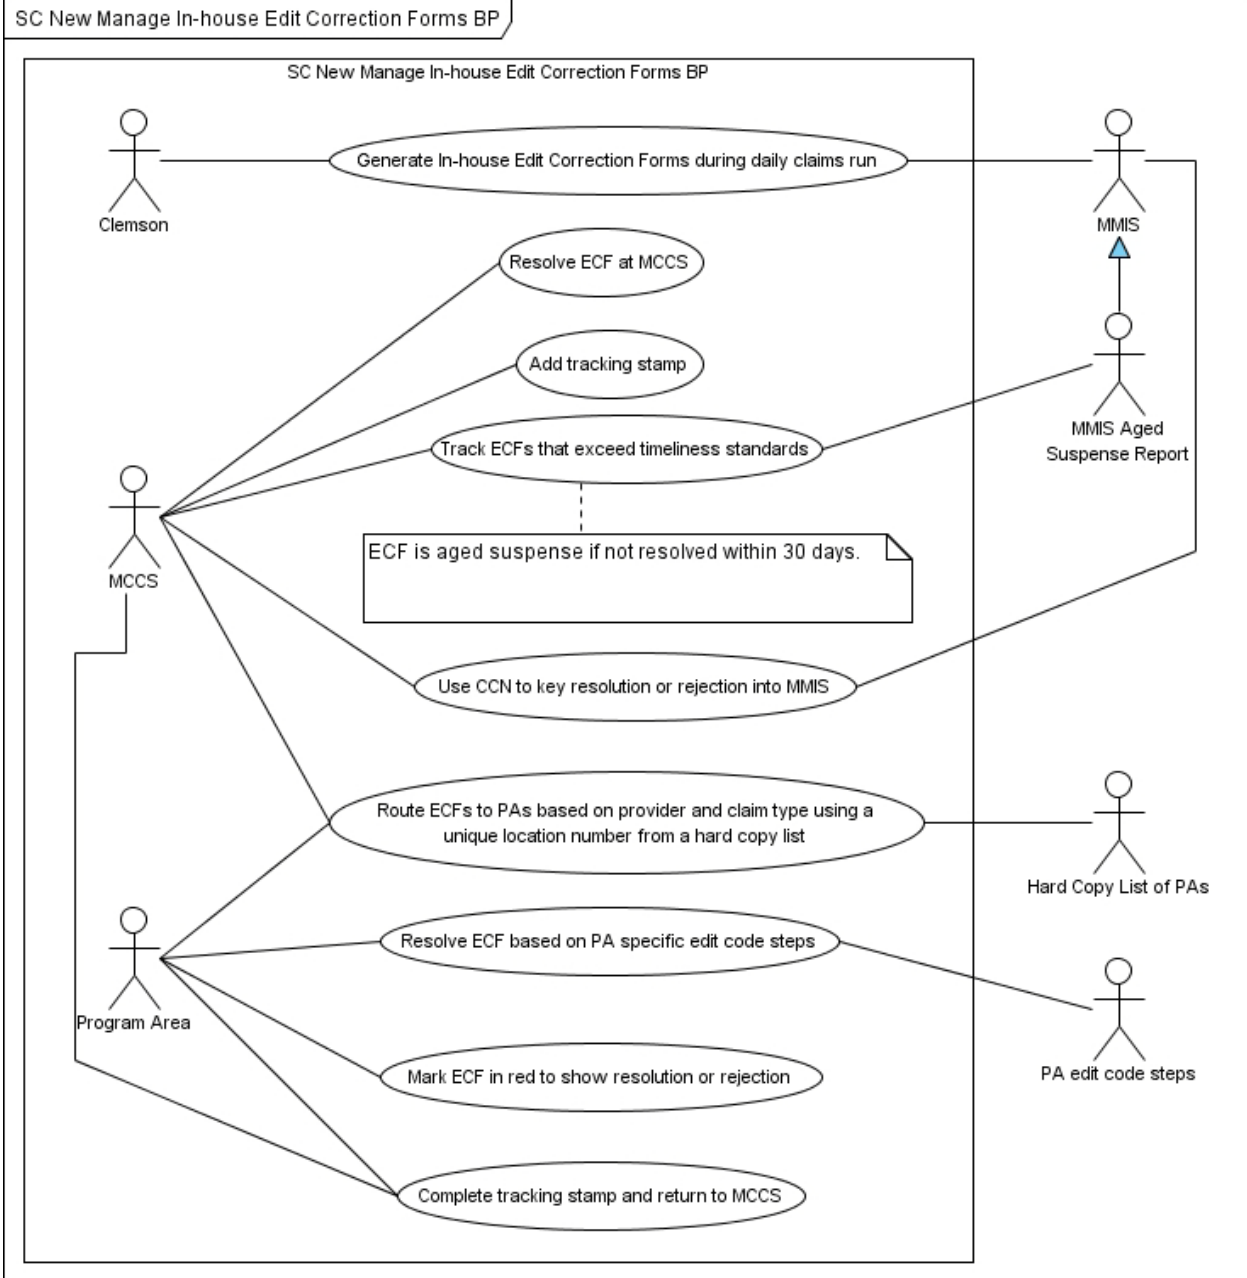 SC New Manage In-house Edit Correction Forms BP
SC New Manage In-house Edit Correction Forms BP
Generate In-house Edit Correction Forms during daily claims run
Clemson
MMIS
Resolve ECF at MCCS
Add tracking stamp
Track ECFs that exceed timeliness standards
MMIS Aged
Suspense Report
ECF is aged suspense if not resolved within 30 days.
MCCS
Use CCN to key resolution or rejection into MMIS
Route ECFs to PAs based on provider and claim type using a
unique location number from a hard copy list
Hard Copy List of PAs
Resolve ECF based on PA specific edit code steps
Program Area
PA edit code steps
Mark ECF in red to show resolution or rejection
Complete tracking stamp and return to MCCS